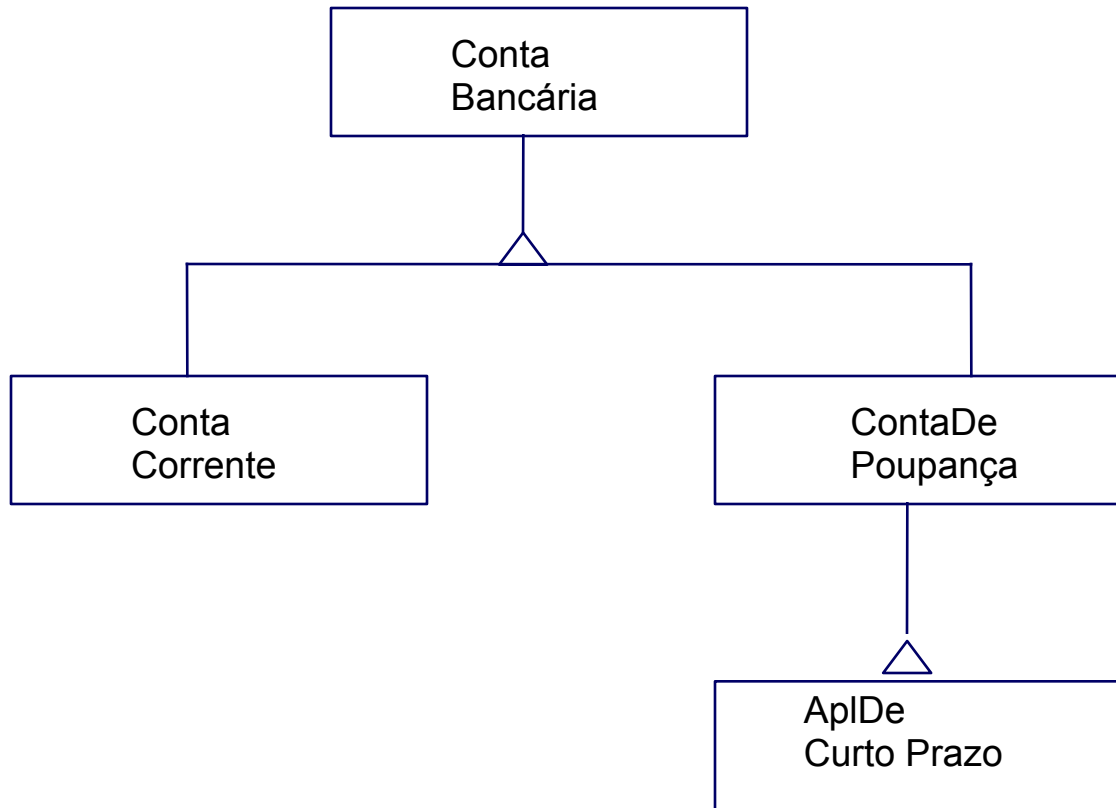 Conta
Bancária
Conta
Corrente
ContaDe
Poupança
AplDe
Curto Prazo